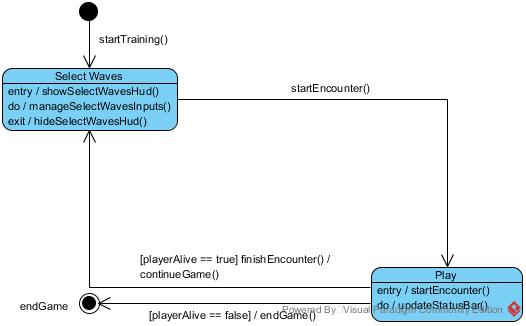 startTraining()
Select Waves
entry / showSelectWavesHud()
do / manageSelectWavesInputs()
exit / hideSelectWavesHud()
startEncounter()
[playerAlive == true] finishEncounter() /
continueGame()
Play
entry / startEncounter()
do / updateStatusBar()
Powered By Visual Paradigm Community Edition
endGame
[playerAlive == false] / endGame()